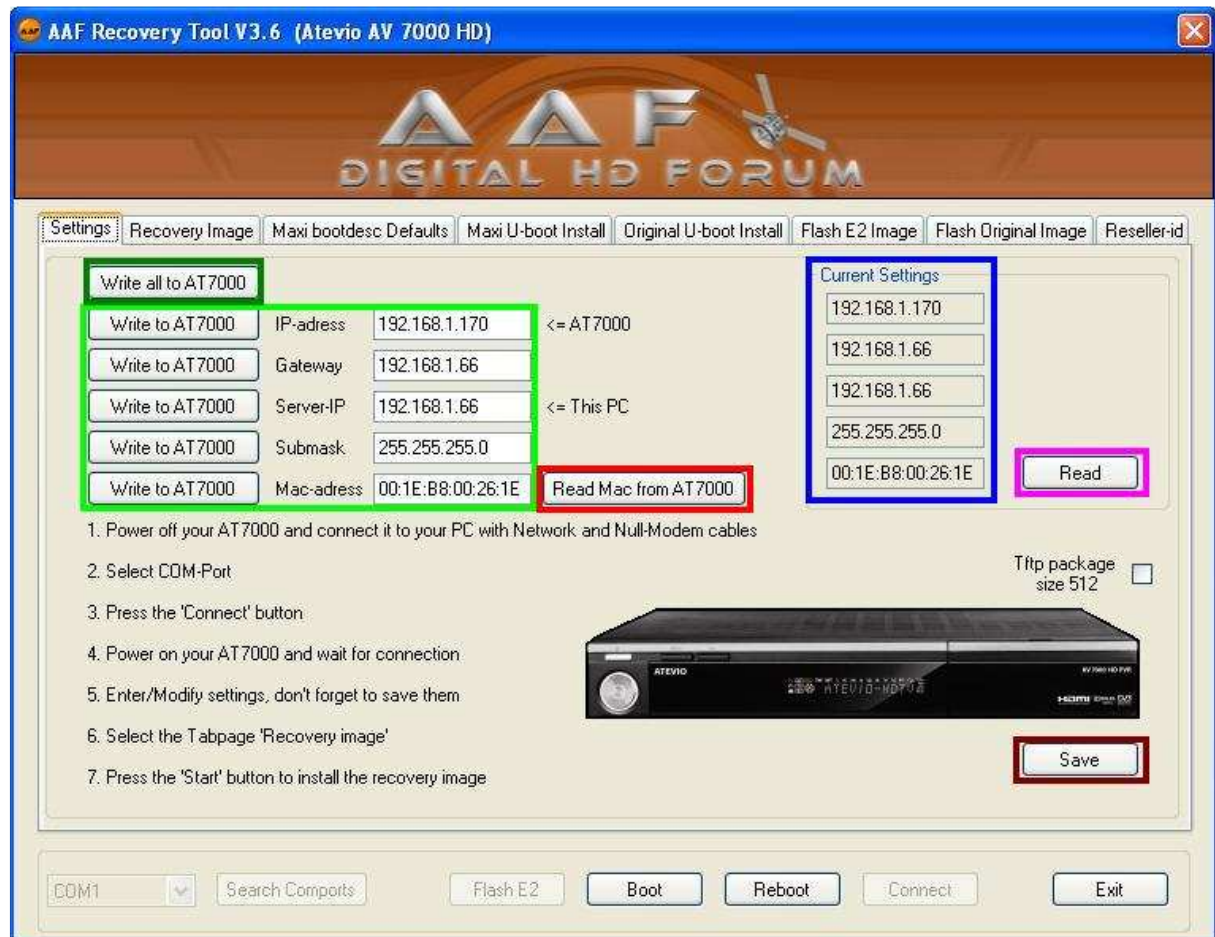 AAF Recovery Tool V3.6 (Atevio AV 7000 HD)
AAF
DIGITAL HD FORUM
Settings Recovery Image Maxi bootdesc Defaults Maxi U-boot Install Original U-boot Install Flash E2 Image Flash Original Image Reseller-id
Write all to AT7000
Write to AT7000 IP-adress 192.168.1.170 <= AT7000
Write to AT7000 Gateway 192.168.1.66
Write to AT7000 Server-IP 192.168.1.66 <= This PC
Write to AT7000 Submask 255.255.255.0
Write to AT7000 Mac-adress 00:1E:B8:00:26:1E Read Mac from AT7000
Current Settings
192.168.1.170
192.168.1.66
192.168.1.66
255.255.255.0
00:1E:B8:00:26:1E Read
1. Power off your AT7000 and connect it to your PC with Network and Null-Modem cables
2. Select COM-Port
3. Press the 'Connect' button
4. Power on your AT7000 and wait for connection
5. Enter/Modify settings, don't forget to save them
6. Select the Tabpage 'Recovery image'
7. Press the 'Start' button to install the recovery image
Tftp package
size 512
ATEVIO
AV 7000 HD PVR
HDMI
Save
COM1 Search Comports Flash E2 Boot Reboot Connect Exit